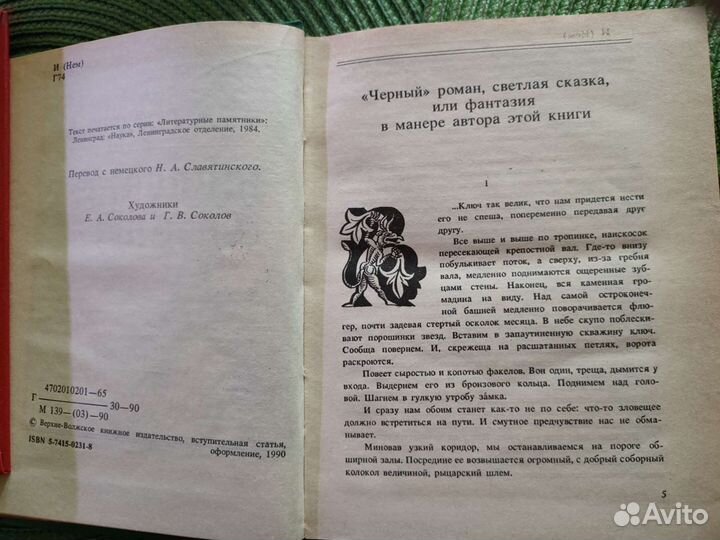 И (Нем)
Г74
Текст печатается по серии: «Литературные памятники»:
Ленинград: «Наука», Ленинградское отделение, 1984.
Перевод с немецкого Н. А. Славятинского.
Художники
Е. А. Соколова и Г. В. Соколов
4702010201—65
Г ———— 30—90
М 139—(03)—90
© Верхне-Волжское книжное издательство, вступительная статья,
оформление, 1990
ISBN 5-7415-0231-8
«Черный» роман, светлая сказка,
или фантазия
в манере автора этой книги
1
...Ключ так велик, что нам придется нести
его не спеша, попеременно передавая друг
другу.
Все выше и выше по тропинке, наискосок
пересекающей крепостной вал. Где-то внизу
побулькивает поток, а сверху, из-за гребня
вала, медленно поднимаются ощеренные зуб-
цами стены. Наконец, вся каменная гро-
мадина на виду. Над самой остроконеч-
ной башней медленно поворачивается флю-
гер, почти задевая стертый осколок месяца. В небе скупо поблески-
вают порошинки звезд. Вставим в запаутиненную скважину ключ.
Сообща повернем. И, скрежеща на расшатанных петлях, ворота
раскроются.
Повеет сыростью и копотью факелов. Вон один, треща, дымится у
входа. Выдернем его из бронзового кольца. Поднимем над голо-
вой. Шагнем в гулкую утробу за́мка.
И сразу нам обоим станет как-то не по себе: что-то зловещее
должно встретиться на пути. И смутное предчувствие нас не об-
манывает.
Миновав узкий коридор, мы останавливаемся на пороге об-
ширной залы. Посредине ее возвышается огромный, с добрый соборный
колокол величиной, рыцарский шлем.
5
Avito